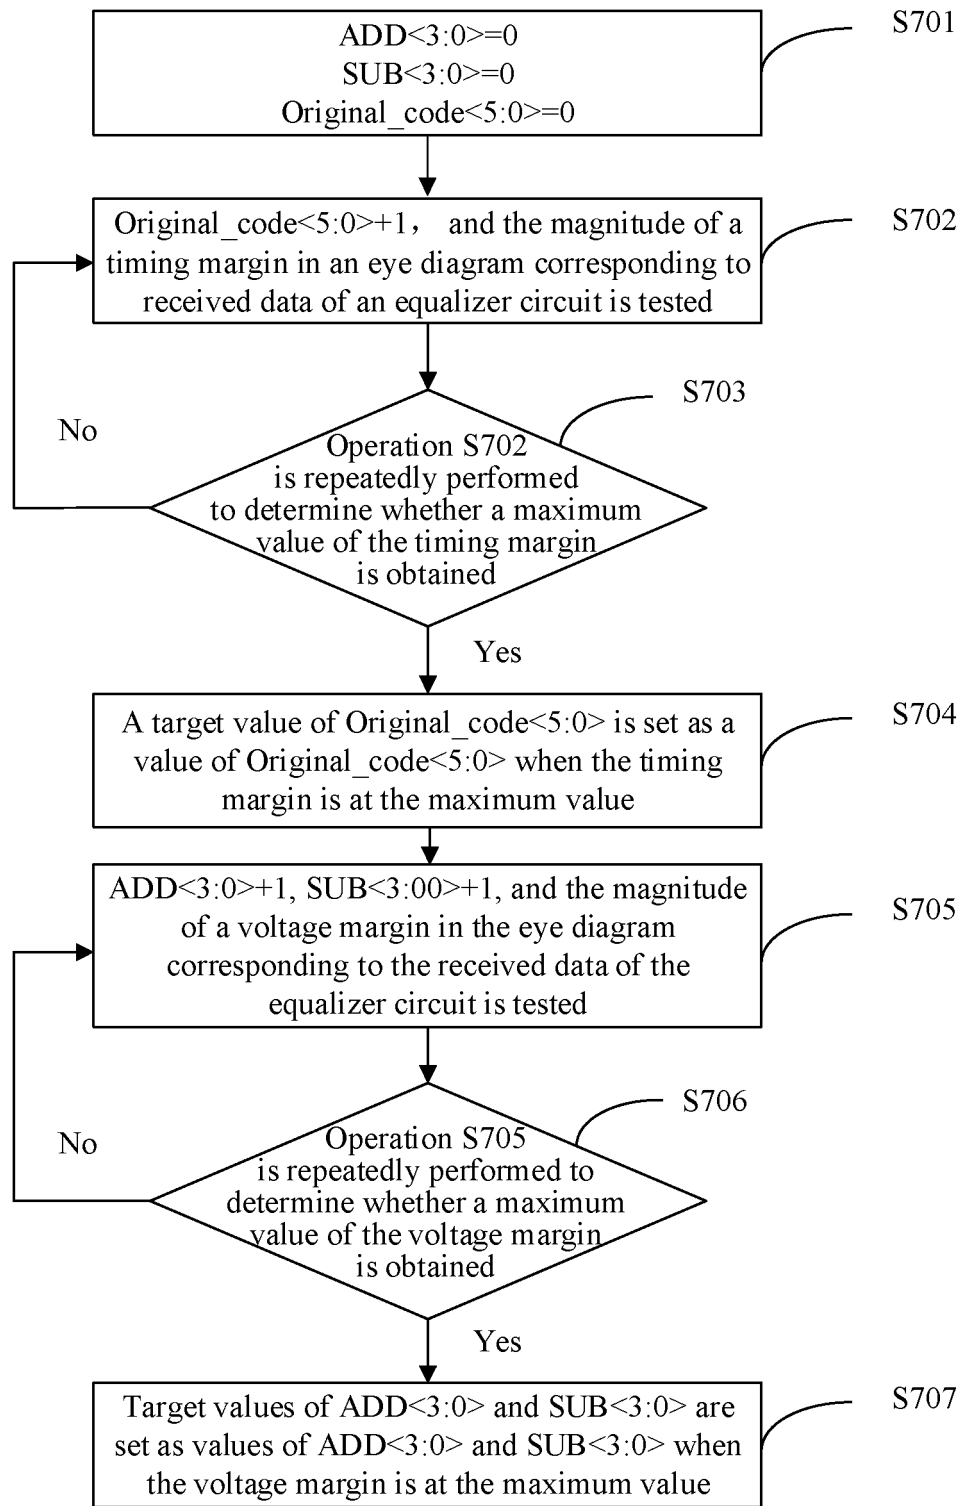 ADD<3:0>=0
SUB<3:0>=0
Original_code<5:0>=0
S701
Original_code<5:0>+1， and the magnitude of a
timing margin in an eye diagram corresponding to
received data of an equalizer circuit is tested
S702
S703
No
Operation S702
is repeatedly performed
to determine whether a maximum
value of the timing margin
is obtained
Yes
A target value of Original_code<5:0> is set as a
value of Original_code<5:0> when the timing
margin is at the maximum value
S704
ADD<3:0>+1, SUB<3:00>+1, and the magnitude
of a voltage margin in the eye diagram
corresponding to the received data of the
equalizer circuit is tested
S705
S706
No
Operation S705
is repeatedly performed to
determine whether a maximum
value of the voltage margin
is obtained
Yes
Target values of ADD<3:0> and SUB<3:0> are
set as values of ADD<3:0> and SUB<3:0> when
the voltage margin is at the maximum value
S707